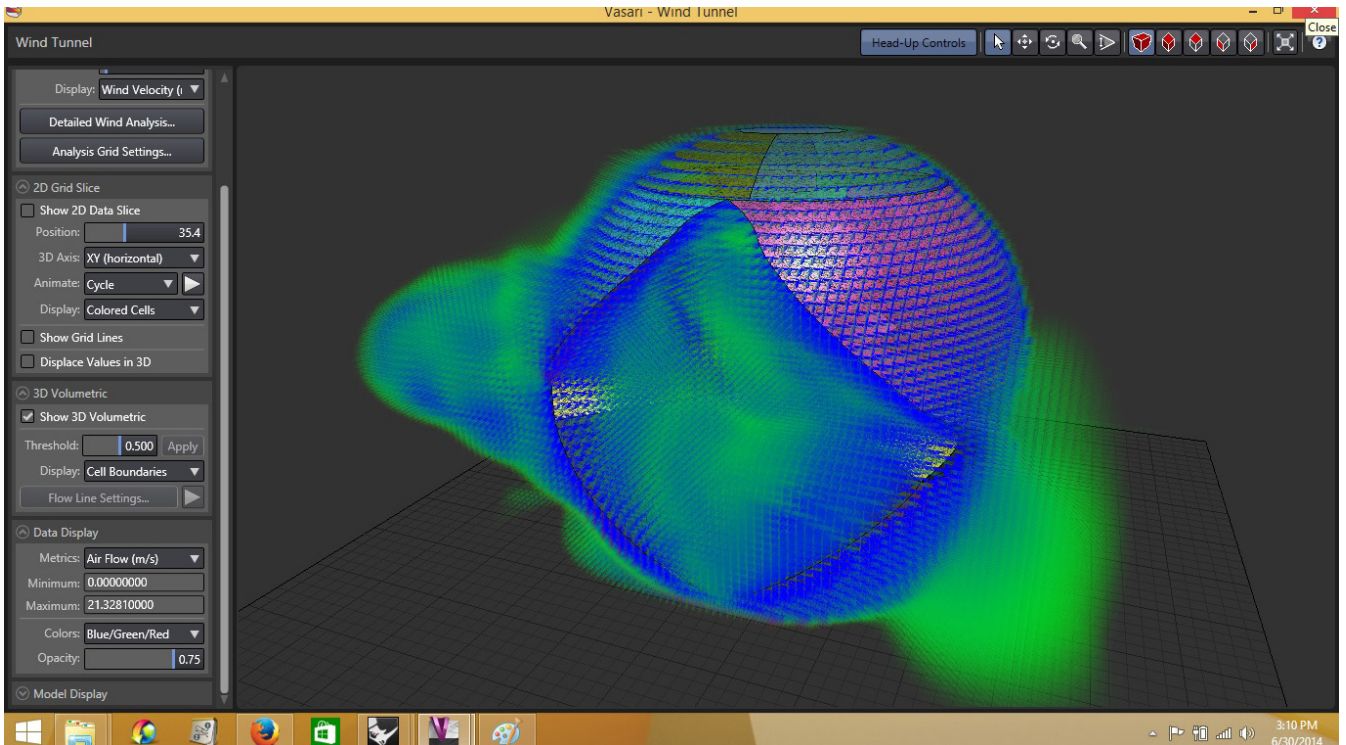 Vasari - Wind Tunnel
Close
Wind Tunnel
Head-Up Controls
Display: Wind Velocity (
Detailed Wind Analysis...
Analysis Grid Settings...
2D Grid Slice
Show 2D Data Slice
Position: 35.4
3D Axis: XY (horizontal)
Animate: Cycle
Display: Colored Cells
Show Grid Lines
Displace Values in 3D
3D Volumetric
Show 3D Volumetric
Threshold: 0.500 Apply
Display: Cell Boundaries
Flow Line Settings...
Data Display
Metrics: Air Flow (m/s)
Minimum: 0.00000000
Maximum: 21.32810000
Colors: Blue/Green/Red
Opacity: 0.75
Model Display
3:10 PM
6/30/2014